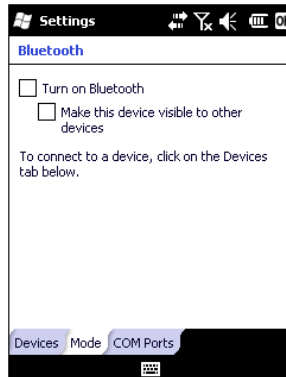 Settings
Bluetooth
Turn on Bluetooth
Make this device visible to other
devices
To connect to a device, click on the Devices
tab below.
Devices Mode COM Ports